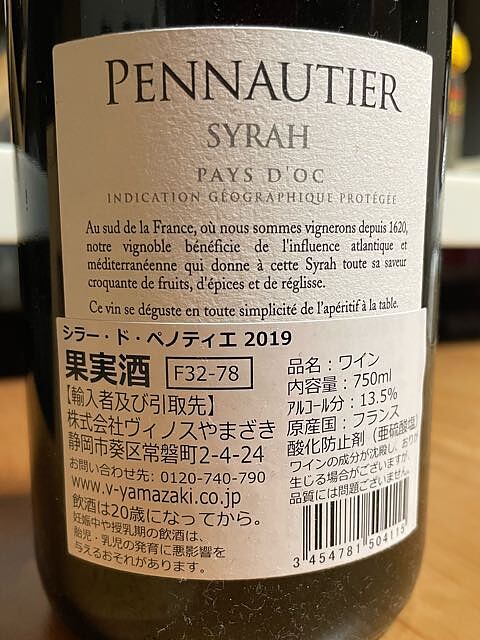 PENNAUTIER
SYRAH
PAYS D'OC
INDICATION GÉOGRAPHIQUE PROTÉGÉE
Au sud de la France, où nous sommes vignerons depuis 1620,
notre vignoble bénéficie de l'influence atlantique et
méditerranéenne qui donne à cette Syrah toute sa saveur
croquante de fruits, d'épices et de réglisse.
Ce vin se déguste en toute simplicité de l'apéritif à la table.
シラー・ド・ペノティエ 2019
果実酒 F32-78
【輸入者及び引取先】
株式会社ヴィノスやまざき
静岡市葵区常磐町2-4-24
お問い合わせ先: 0120-740-790
www.v-yamazaki.co.jp
飲酒は20歳になってから。
妊娠中や授乳期の飲酒は、
胎児・乳児の発育に悪影響を
与えるおそれがあります。
品名：ワイン
内容量：750ml
アルコール分：13.5%
原産国：フランス
酸化防止剤（亜硫酸塩）
ワインの成分が沈殿し、おりが
生じる場合がございますが、
品質には問題ございません。
3 454781 504115